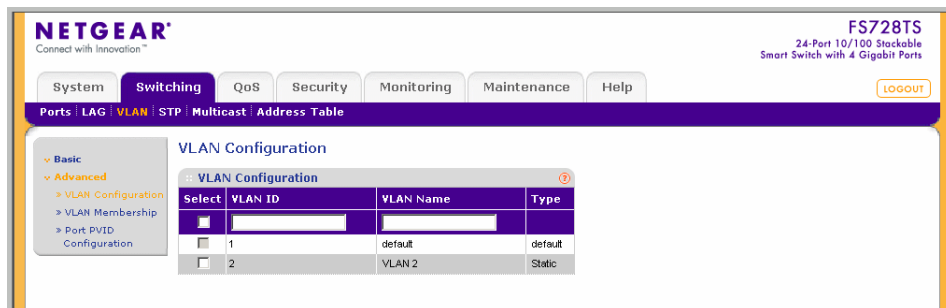 NETGEAR®
Connect with Innovation™
FS728TS
24-Port 10/100 Stackable
Smart Switch with 4 Gigabit Ports
System Switching QoS Security Monitoring Maintenance Help LOGOUT
Ports LAG VLAN STP Multicast Address Table
Basic
Advanced
» VLAN Configuration
» VLAN Membership
» Port PVID
Configuration
VLAN Configuration
VLAN Configuration ?
Select VLAN ID VLAN Name Type
1 default default
2 VLAN 2 Static